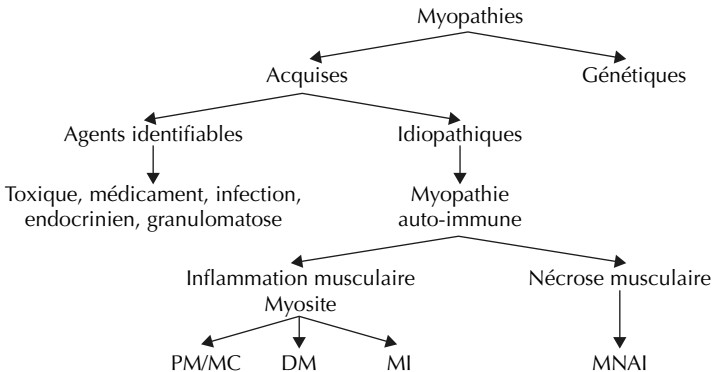 Myopathies
Acquises
Génétiques
Agents identifiables
Idiopathiques
Toxique, médicament, infection,
endocrinien, granulomatose
Myopathie
auto-immune
Inflammation musculaire
Myosite
Nécrose musculaire
PM/MC
DM
MI
MNAI